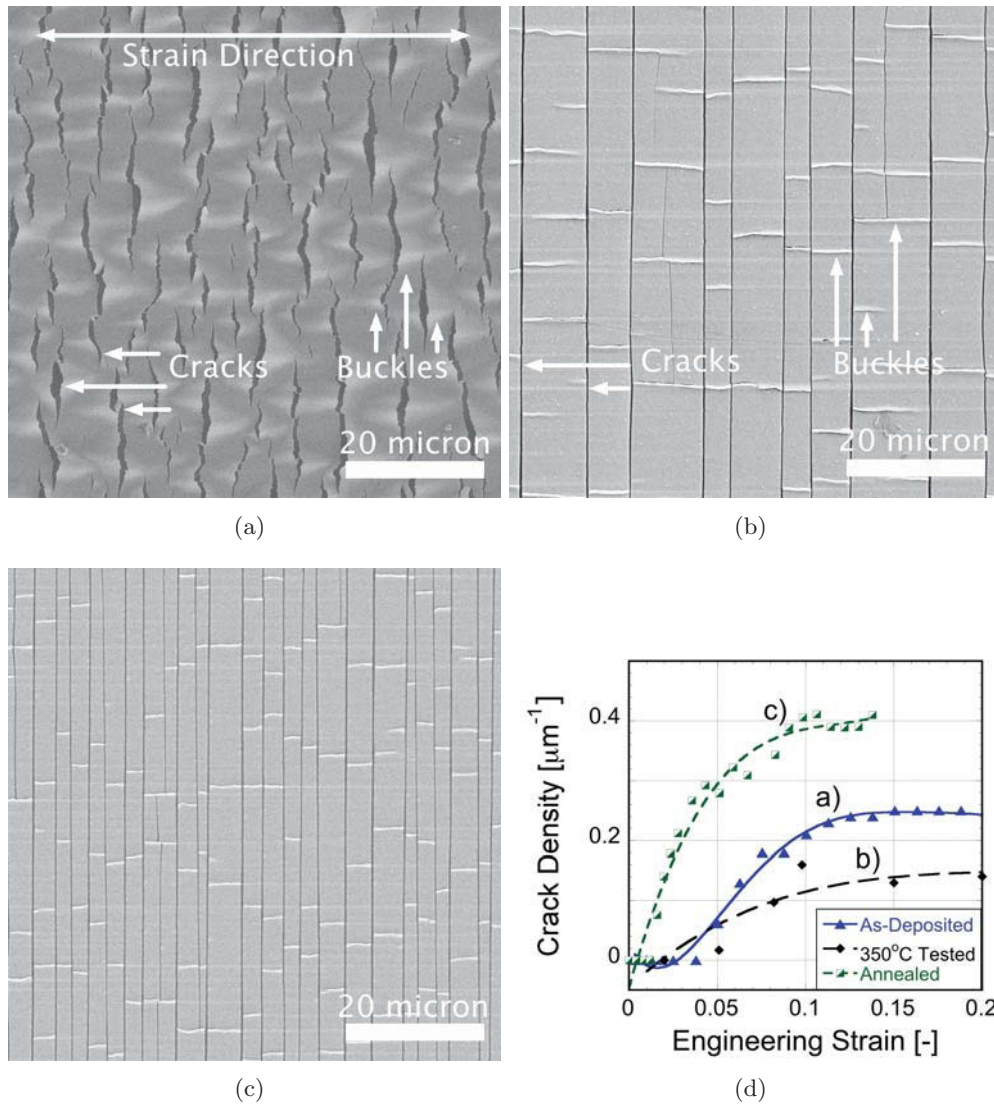 Strain Direction
Cracks
Buckles
20 micron
(a)
Cracks
Buckles
20 micron
(b)
20 micron
(c)
Crack Density [μm⁻¹]
0.4
0.2
0
c)
a)
b)
As-Deposited
350°C Tested
Annealed
0
0.05
0.1
0.15
0.2
Engineering Strain [-]
(d)